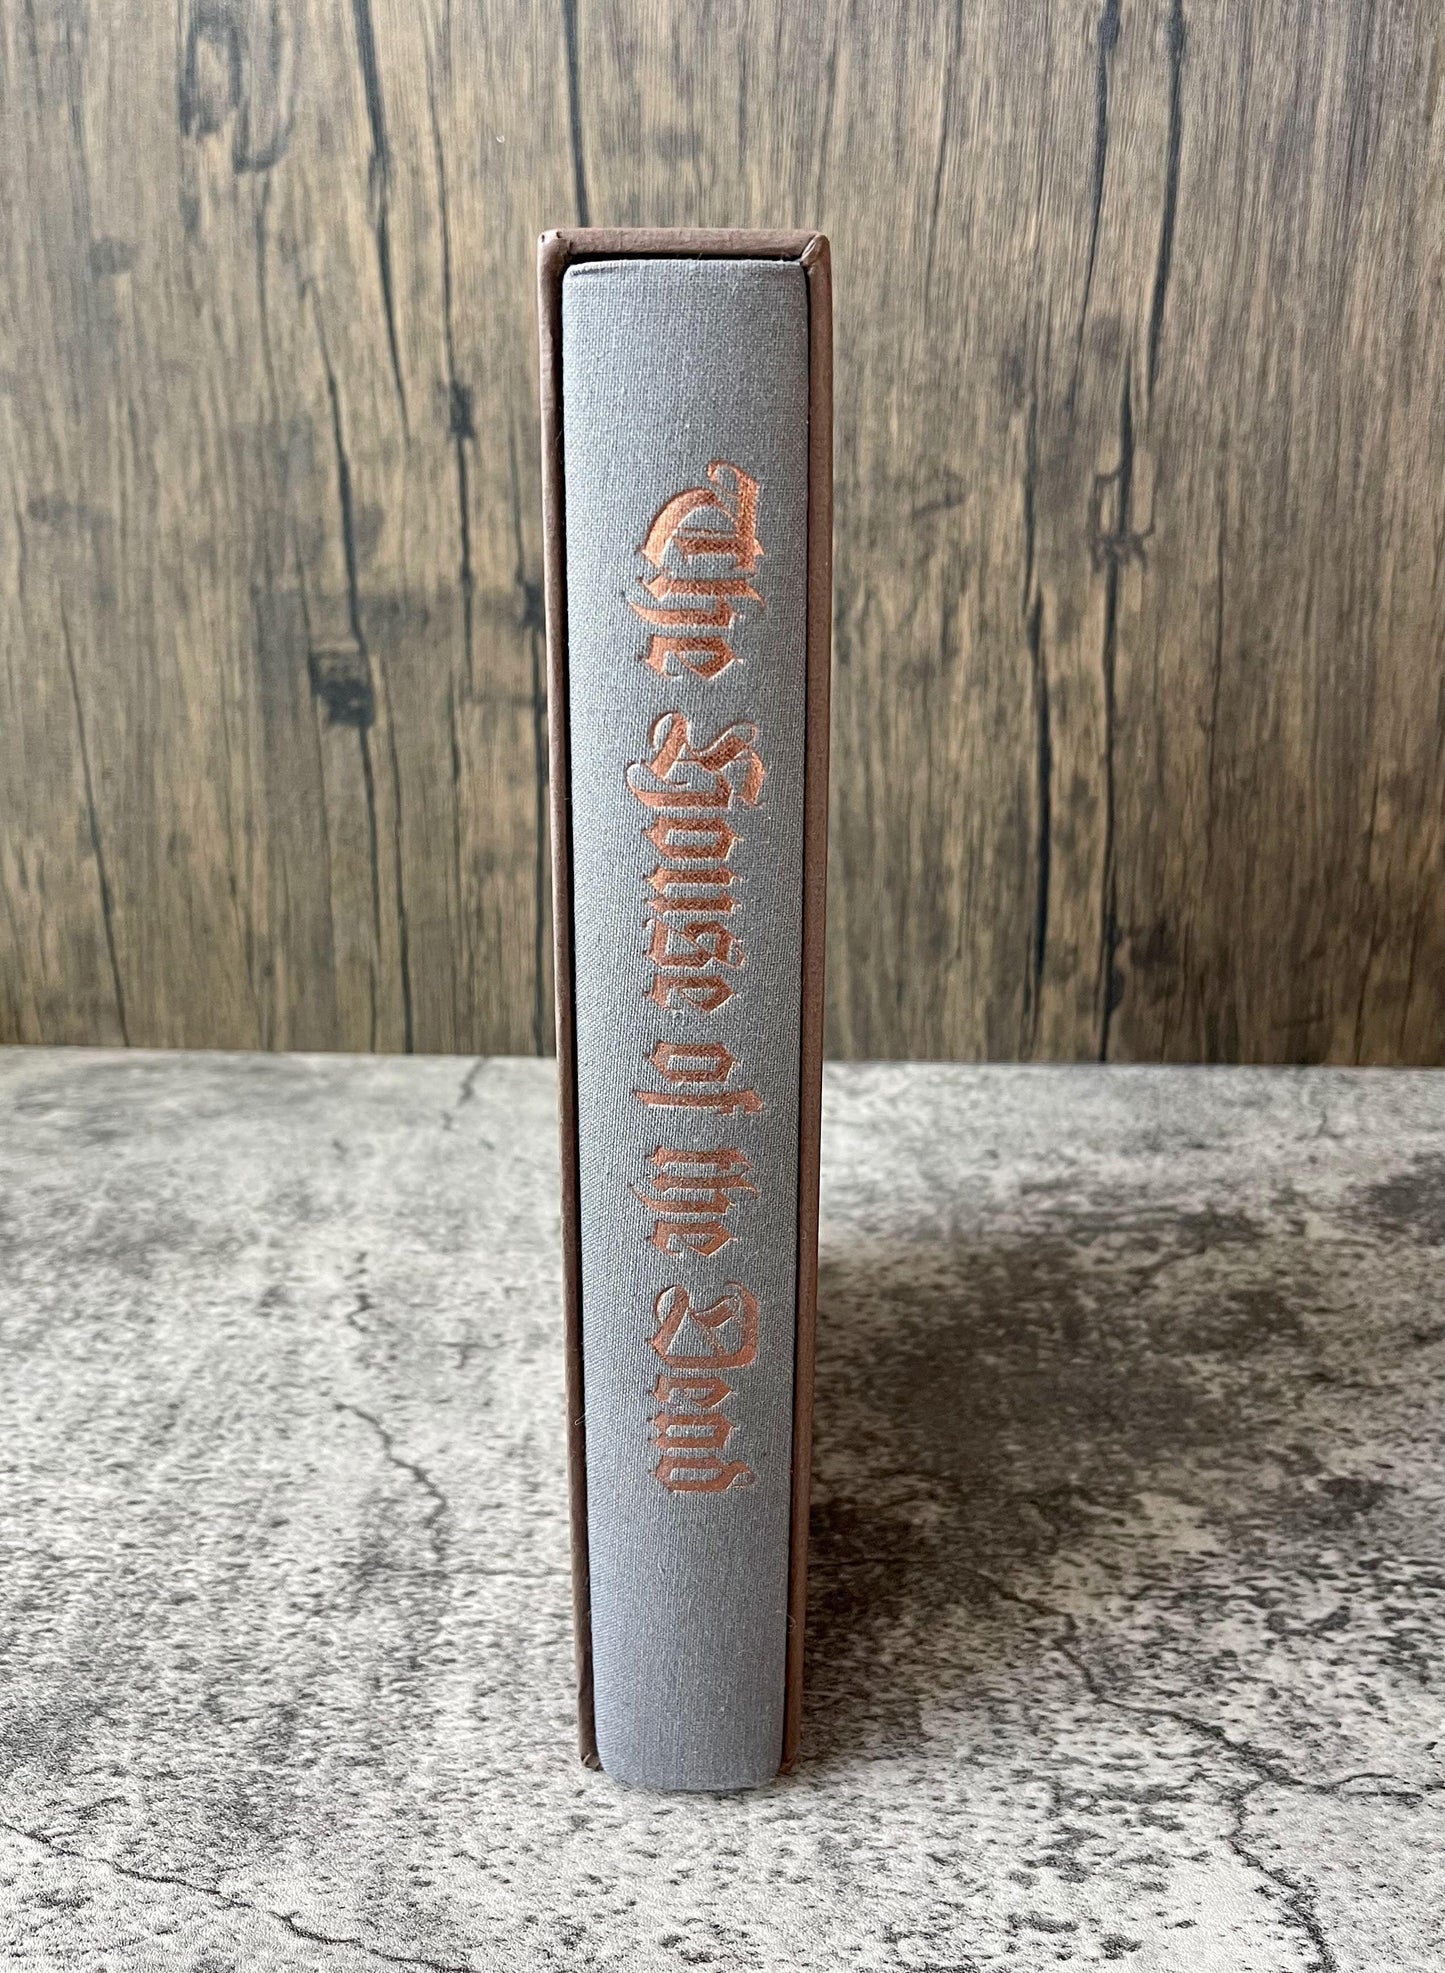 The House of the Dead